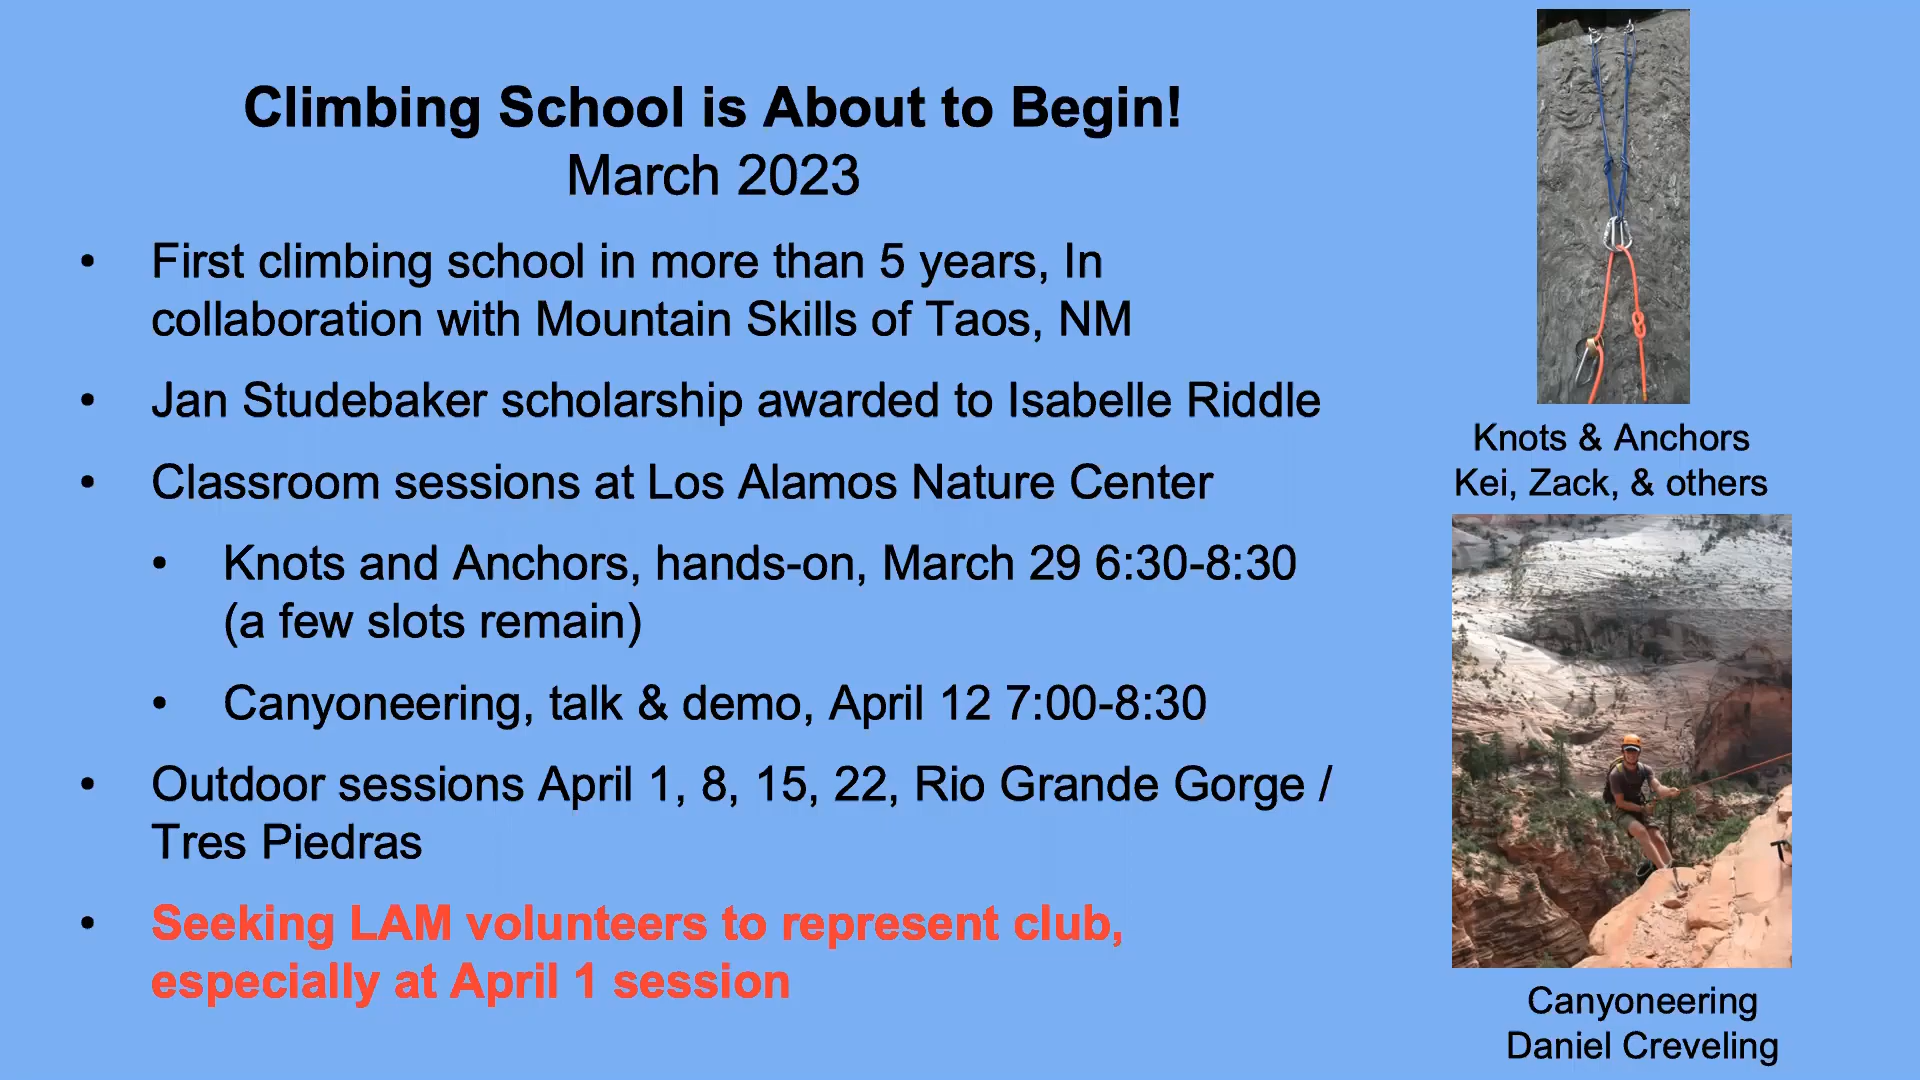 Climbing School is About to Begin!
March 2023
• First climbing school in more than 5 years, In
collaboration with Mountain Skills of Taos, NM
• Jan Studebaker scholarship awarded to Isabelle Riddle
• Classroom sessions at Los Alamos Nature Center
• Knots and Anchors, hands-on, March 29 6:30-8:30
(a few slots remain)
• Canyoneering, talk & demo, April 12 7:00-8:30
• Outdoor sessions April 1, 8, 15, 22, Rio Grande Gorge /
Tres Piedras
• Seeking LAM volunteers to represent club,
especially at April 1 session
Knots & Anchors
Kei, Zack, & others
Canyoneering
Daniel Creveling